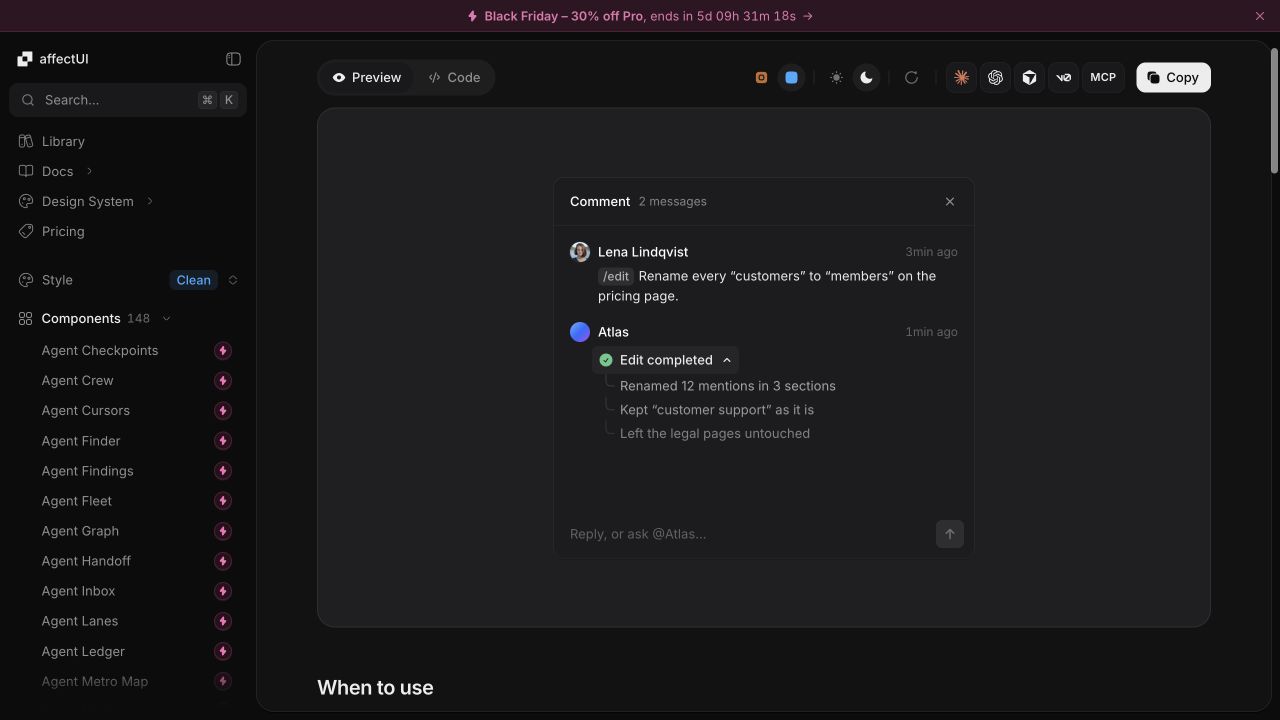 Black Friday – 30% off Pro, ends in 5d 09h 31m 18s →
affectUI
Search...
⌘ K
Library
Docs
Design System
Pricing
Style
Clean
Components 148
Agent Checkpoints
Agent Crew
Agent Cursors
Agent Finder
Agent Findings
Agent Fleet
Agent Graph
Agent Handoff
Agent Inbox
Agent Lanes
Agent Ledger
Agent Metro Map
Preview
Code
v0
MCP
Copy
Comment 2 messages
Lena Lindqvist 3min ago
/edit Rename every “customers” to “members” on the
pricing page.
Atlas 1min ago
Edit completed
Renamed 12 mentions in 3 sections
Kept “customer support” as it is
Left the legal pages untouched
Reply, or ask @Atlas...
When to use